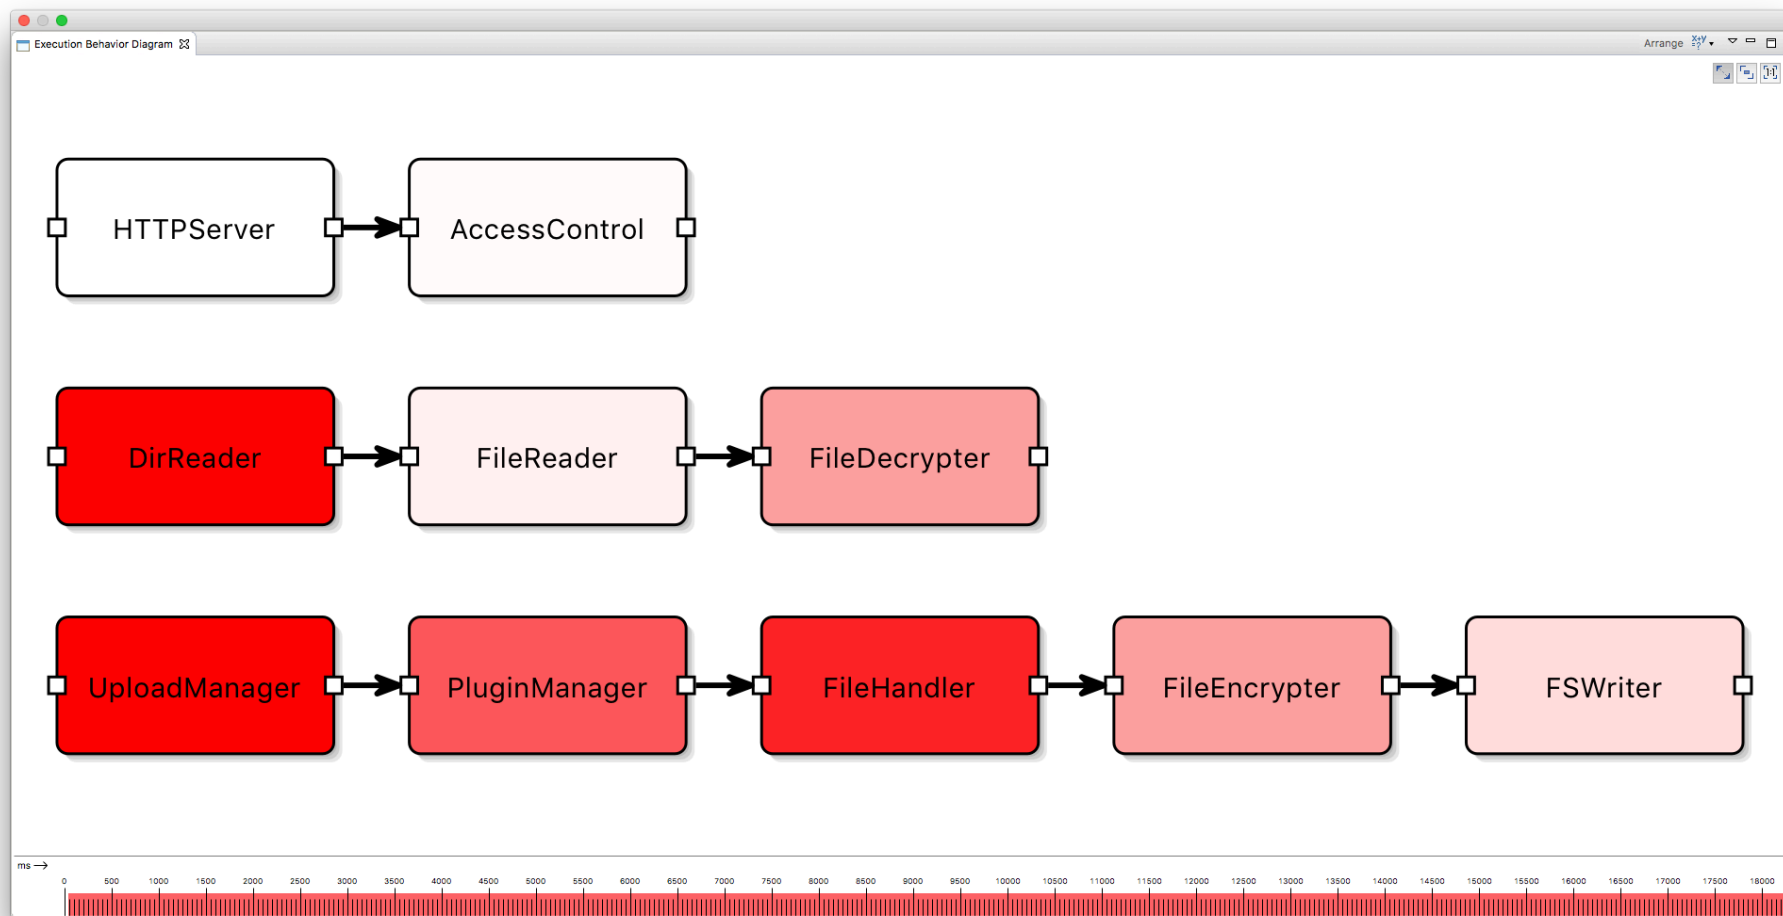 Execution Behavior Diagram
Arrange X+Y =?
1:1
HTTPServer AccessControl
DirReader FileReader FileDecrypter
UploadManager PluginManager FileHandler FileEncrypter FSWriter
ms
0 500 1000 1500 2000 2500 3000 3500 4000 4500 5000 5500 6000 6500 7000 7500 8000 8500 9000 9500 10000 10500 11000 11500 12000 12500 13000 13500 14000 14500 15000 15500 16000 16500 17000 17500 18000